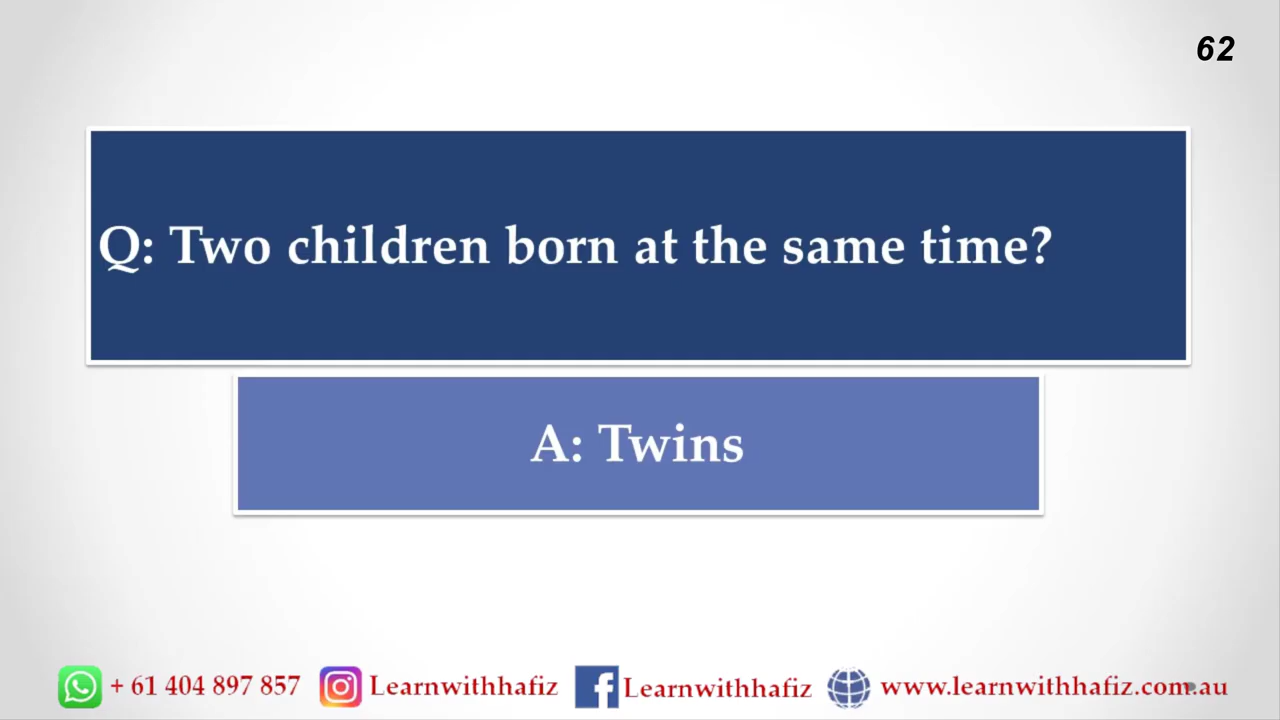 62
Q: Two children born at the same time?
A: Twins
+ 61 404 897 857 Learnwithhafiz Learnwithhafiz www.learnwithhafiz.com.au